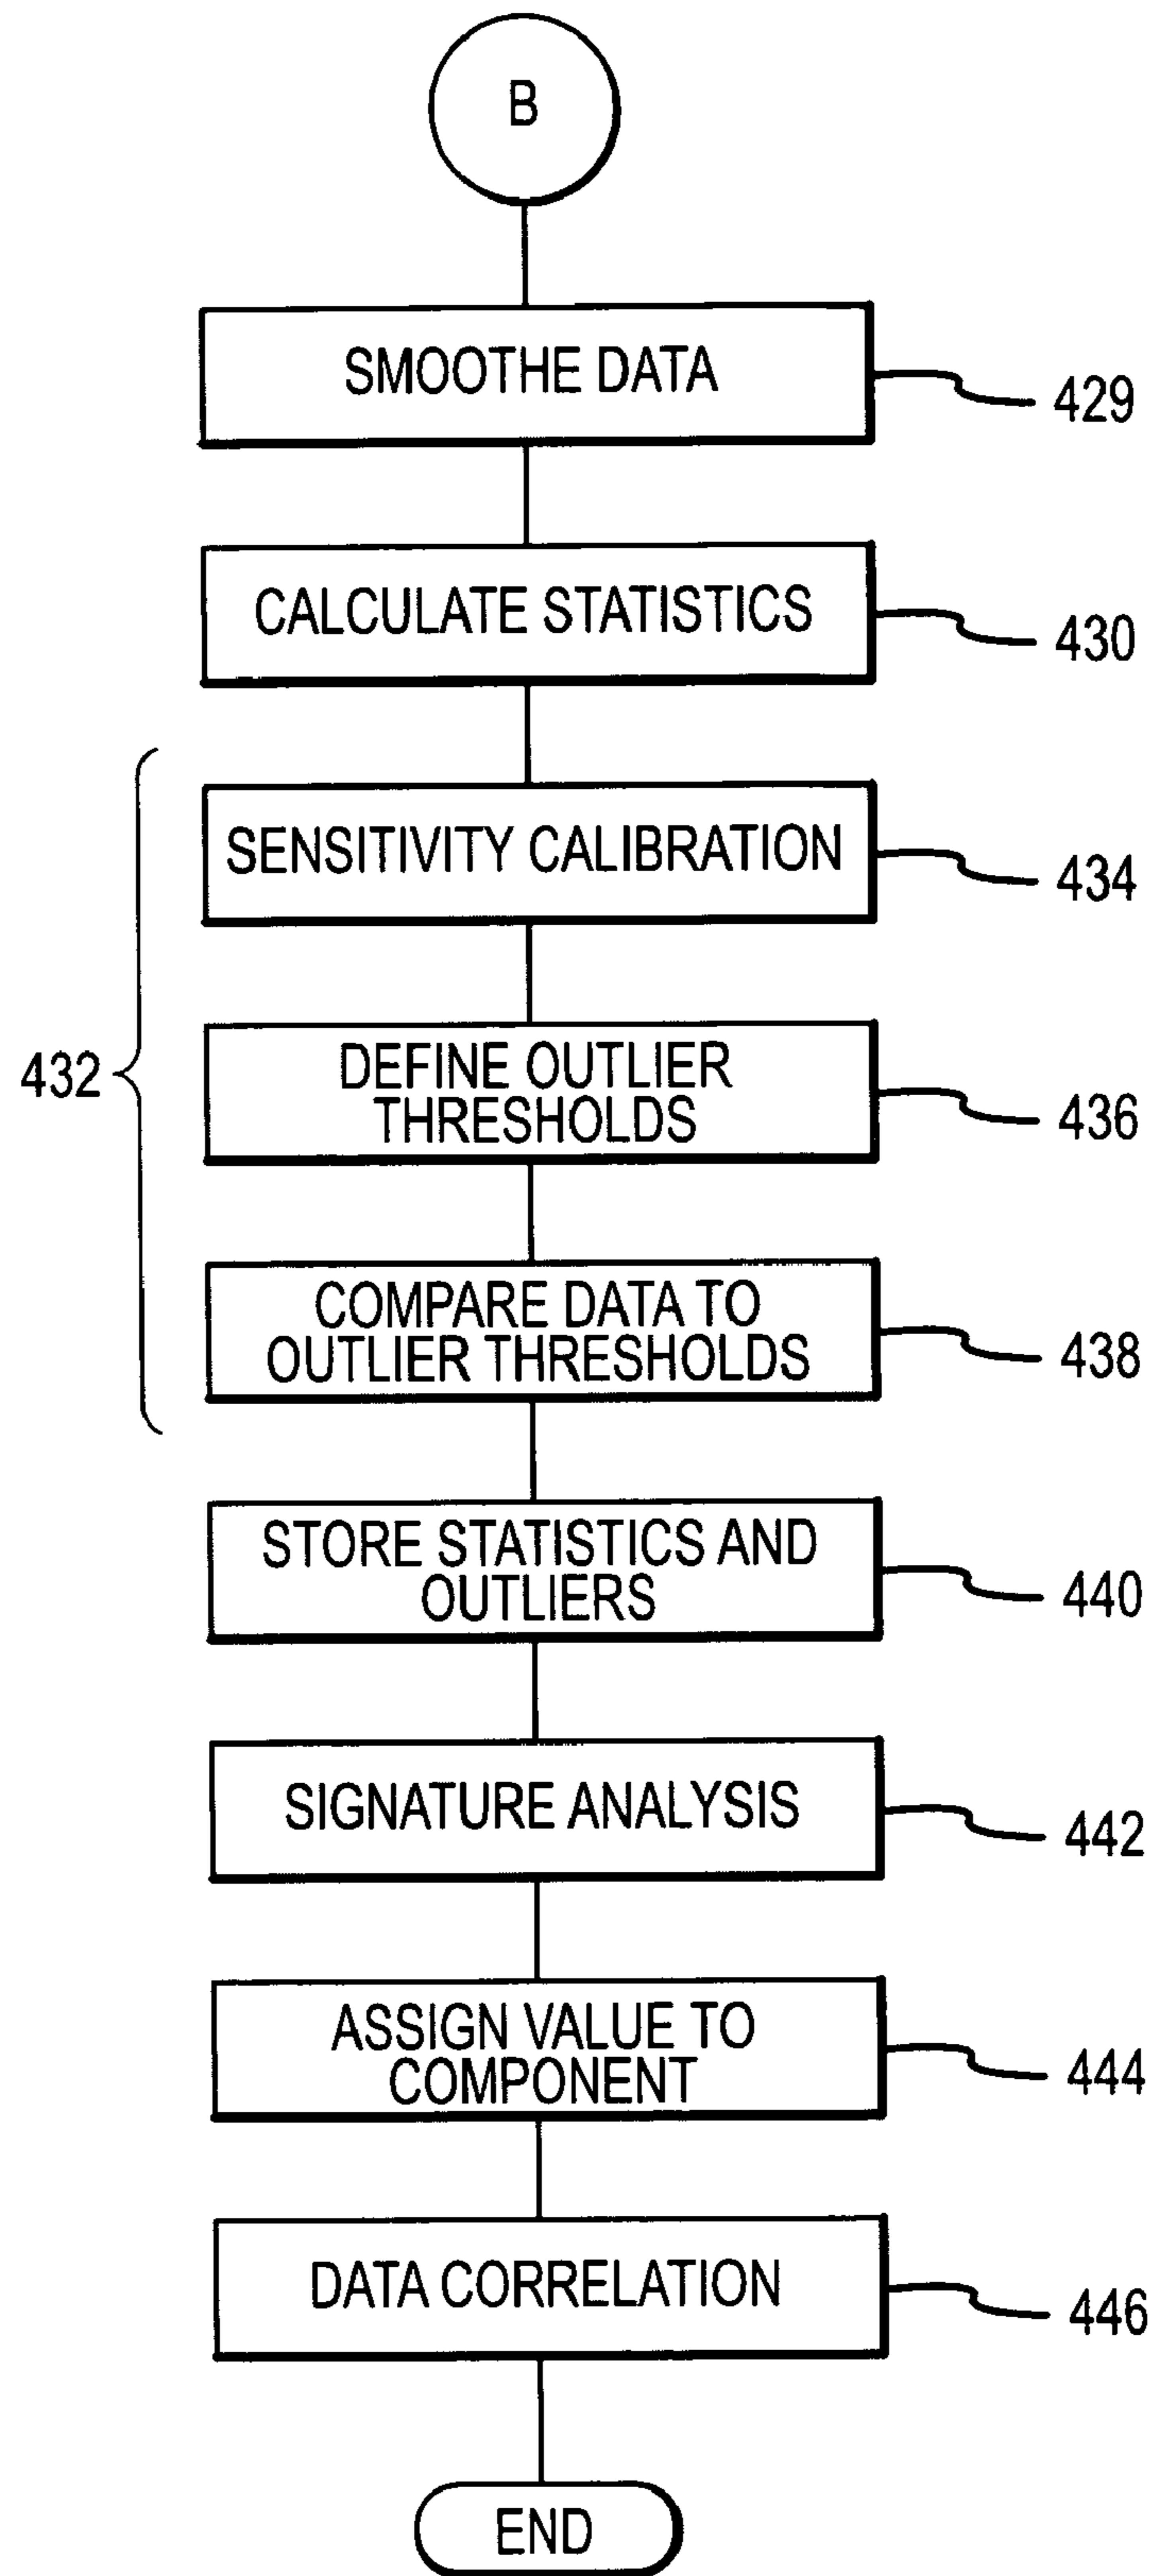 B
SMOOTHE DATA
429
CALCULATE STATISTICS
430
432
SENSITIVITY CALIBRATION
434
DEFINE OUTLIER
THRESHOLDS
436
COMPARE DATA TO
OUTLIER THRESHOLDS
438
STORE STATISTICS AND
OUTLIERS
440
SIGNATURE ANALYSIS
442
ASSIGN VALUE TO
COMPONENT
444
DATA CORRELATION
446
END